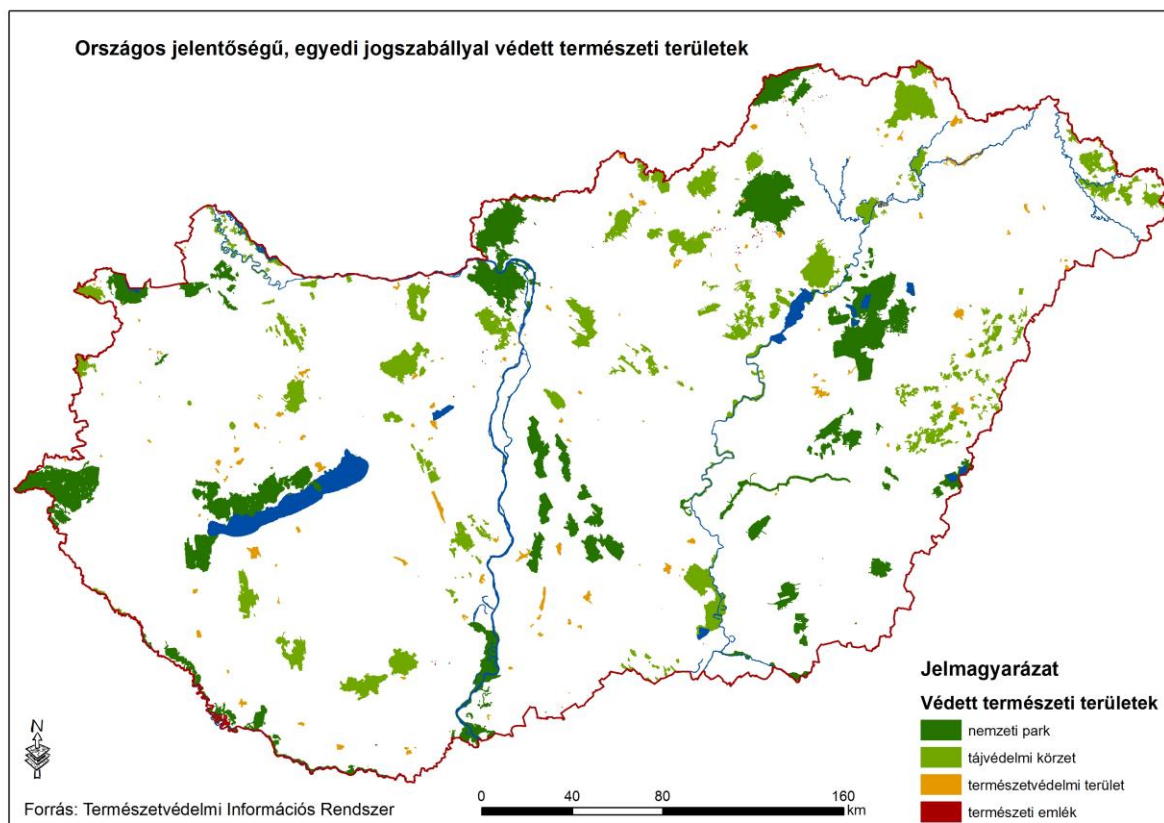 Országos jelentőségű, egyedi jogszabállyal védett természeti területek
Jelmagyarázat
Védett természeti területek
nemzeti park
tájvédelmi körzet
természetvédelmi terület
természeti emlék
N
Forrás: Természetvédelmi Információs Rendszer
0 40 80 160
km